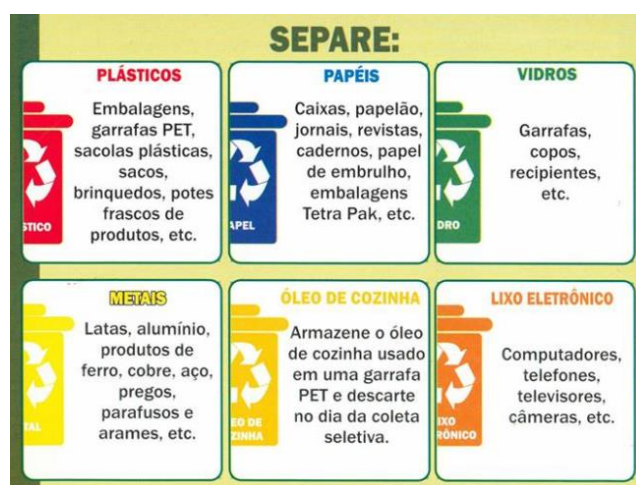 SEPARE:
PLÁSTICOS
Embalagens,
garrafas PET,
sacolas plásticas,
sacos,
brinquedos, potes
frascos de
produtos, etc.
STICO
PAPÉIS
Caixas, papelão,
jornais, revistas,
cadernos, papel
de embrulho,
embalagens
Tetra Pak, etc.
APEL
VIDROS
Garrafas,
copos,
recipientes,
etc.
DRO
METAIS
Latas, alumínio,
produtos de
ferro, cobre, aço,
pregos,
parafusos e
arames, etc.
TAL
ÓLEO DE COZINHA
Armazene o óleo
de cozinha usado
em uma garrafa
PET e descarte
no dia da coleta
seletiva.
EO DE
ZINHA
LIXO ELETRÔNICO
Computadores,
telefones,
televisores,
câmeras, etc.
IXO
RÔNICO